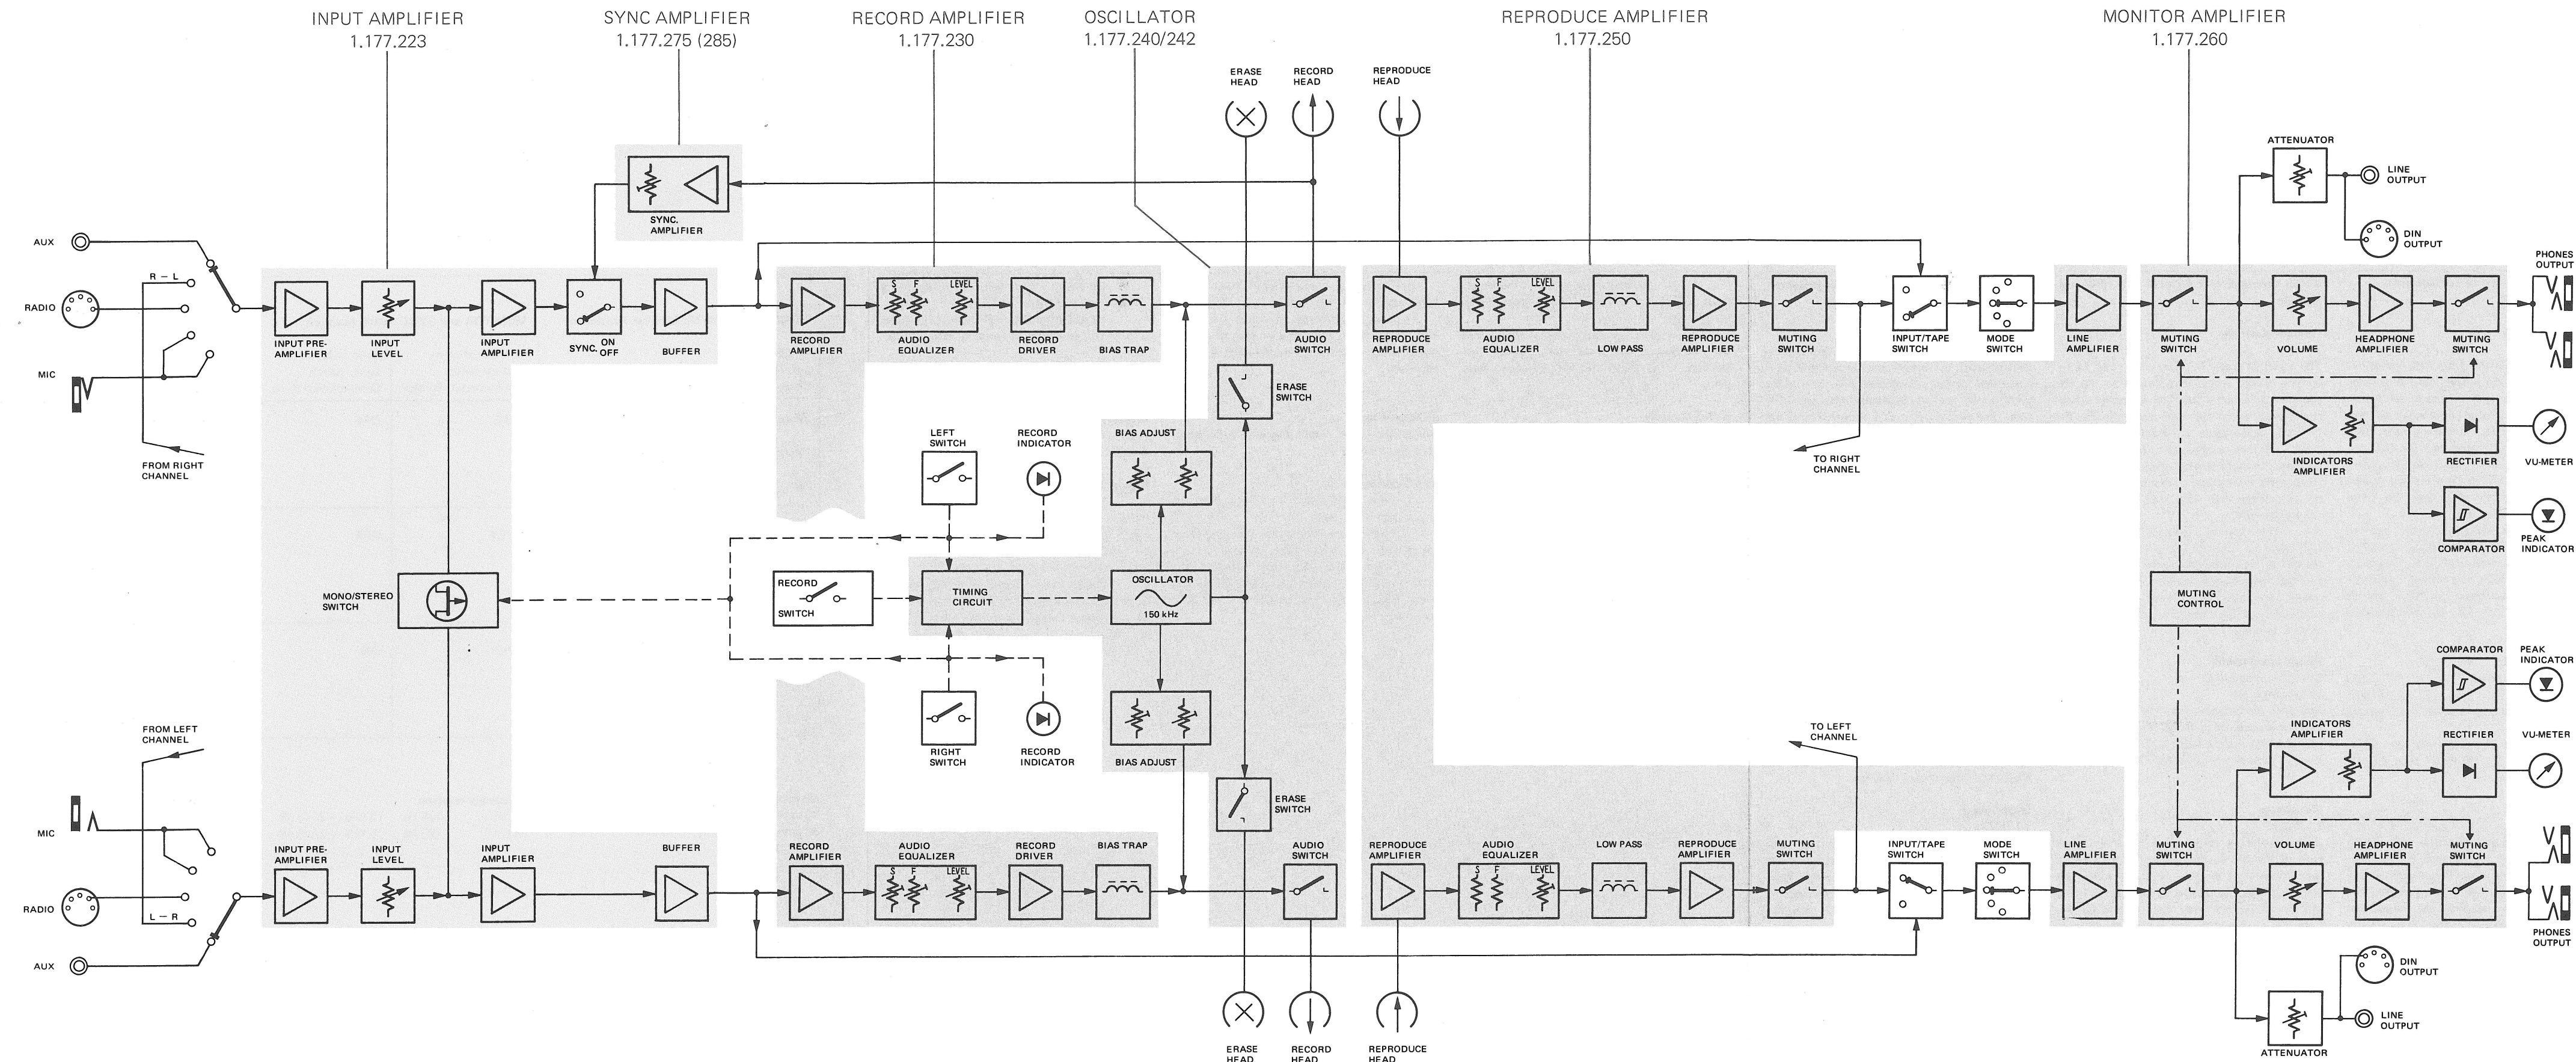 INPUT AMPLIFIER
1.177.223
SYNC AMPLIFIER
1.177.275 (285)
RECORD AMPLIFIER
1.177.230
OSCILLATOR
1.177.240/242
REPRODUCE AMPLIFIER
1.177.250
MONITOR AMPLIFIER
1.177.260
ERASE
HEAD
RECORD
HEAD
REPRODUCE
HEAD
ATTENUATOR
LINE
OUTPUT
DIN
OUTPUT
PHONES
OUTPUT
SYNC.
AMPLIFIER
AUX
R – L
RADIO
MIC
FROM RIGHT
CHANNEL
INPUT PRE-
AMPLIFIER
INPUT
LEVEL
INPUT
AMPLIFIER
SYNC. ON
OFF
BUFFER
RECORD
AMPLIFIER
S F LEVEL
AUDIO
EQUALIZER
RECORD
DRIVER
BIAS TRAP
AUDIO
SWITCH
REPRODUCE
AMPLIFIER
S F LEVEL
AUDIO
EQUALIZER
LOW PASS
REPRODUCE
AMPLIFIER
MUTING
SWITCH
INPUT/TAPE
SWITCH
MODE
SWITCH
LINE
AMPLIFIER
MUTING
SWITCH
VOLUME
HEADPHONE
AMPLIFIER
MUTING
SWITCH
ERASE
SWITCH
LEFT
SWITCH
RECORD
INDICATOR
BIAS ADJUST
TO RIGHT
CHANNEL
INDICATORS
AMPLIFIER
RECTIFIER
VU-METER
COMPARATOR
PEAK
INDICATOR
MONO/STEREO
SWITCH
RECORD
SWITCH
TIMING
CIRCUIT
OSCILLATOR
150 kHz
MUTING
CONTROL
RIGHT
SWITCH
RECORD
INDICATOR
BIAS ADJUST
ERASE
SWITCH
TO LEFT
CHANNEL
COMPARATOR
PEAK
INDICATOR
INDICATORS
AMPLIFIER
RECTIFIER
VU-METER
FROM LEFT
CHANNEL
MIC
RADIO
L – R
AUX
INPUT PRE-
AMPLIFIER
INPUT
LEVEL
INPUT
AMPLIFIER
BUFFER
RECORD
AMPLIFIER
AUDIO
EQUALIZER
S F LEVEL
RECORD
DRIVER
BIAS TRAP
AUDIO
SWITCH
REPRODUCE
AMPLIFIER
AUDIO
EQUALIZER
S F LEVEL
LOW PASS
REPRODUCE
AMPLIFIER
MUTING
SWITCH
INPUT/TAPE
SWITCH
MODE
SWITCH
LINE
AMPLIFIER
MUTING
SWITCH
VOLUME
HEADPHONE
AMPLIFIER
MUTING
SWITCH
PHONES
OUTPUT
DIN
OUTPUT
LINE
OUTPUT
ATTENUATOR
ERASE
HEAD
RECORD
HEAD
REPRODUCE
HEAD